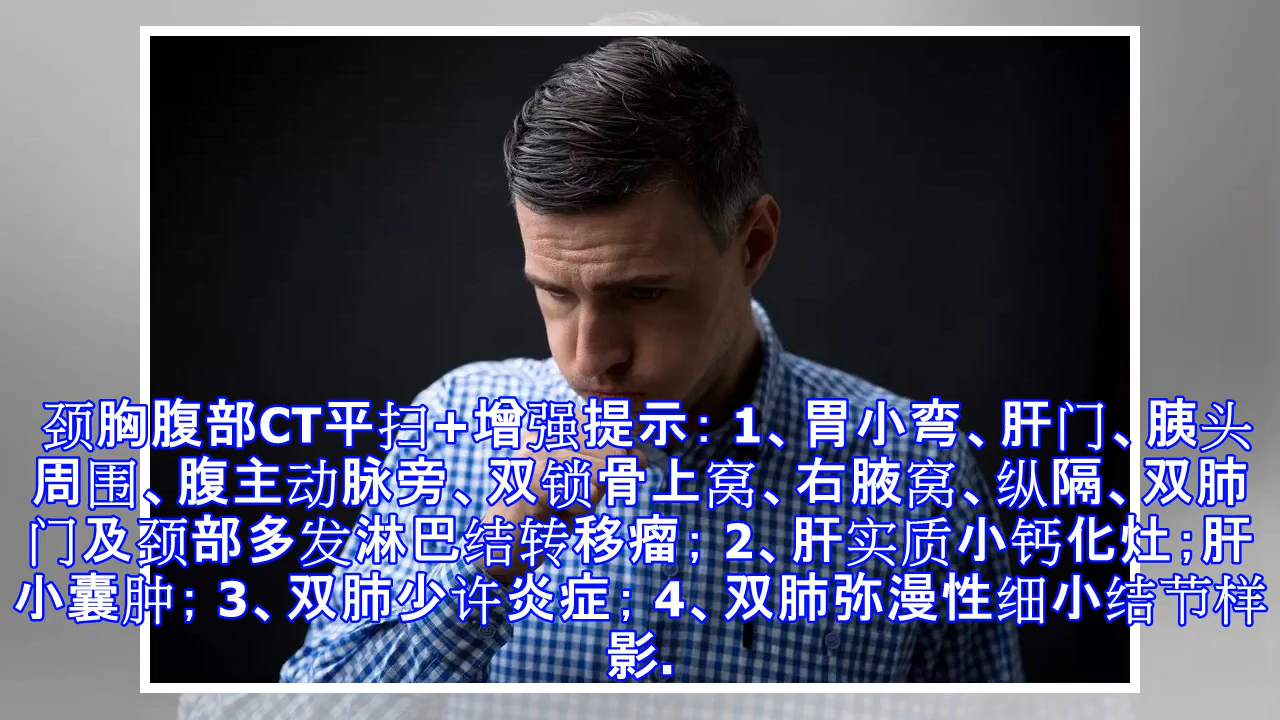 颈胸腹部CT平扫+增强提示：1、胃小弯、肝门、胰头
周围、腹主动脉旁、双锁骨上窝、右腋窝、纵隔、双肺
门及颈部多发淋巴结转移瘤；2、肝实质小钙化灶；肝
小囊肿；3、双肺少许炎症；4、双肺弥漫性细小结节样
影.